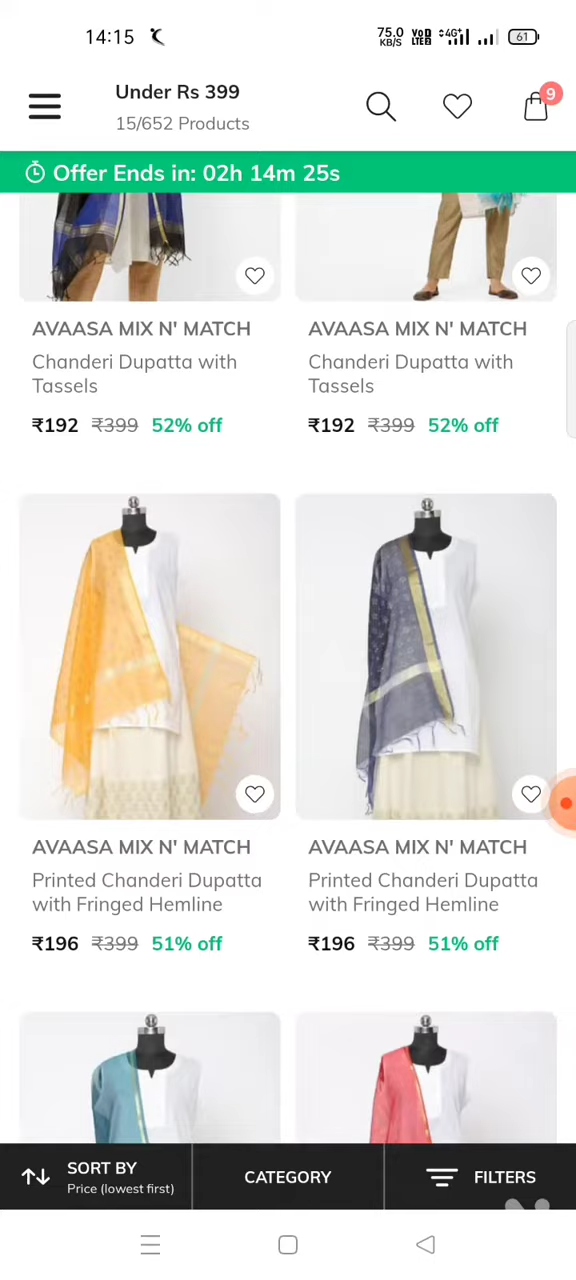 14:15
75.0 KB/S VoD LTE 4G+ 61
Under Rs 399
15/652 Products
9
Offer Ends in: 02h 14m 25s
AVAASA MIX N' MATCH
Chanderi Dupatta with
Tassels
₹192 ₹399 52% off
AVAASA MIX N' MATCH
Chanderi Dupatta with
Tassels
₹192 ₹399 52% off
AVAASA MIX N' MATCH
Printed Chanderi Dupatta
with Fringed Hemline
₹196 ₹399 51% off
AVAASA MIX N' MATCH
Printed Chanderi Dupatta
with Fringed Hemline
₹196 ₹399 51% off
SORT BY
Price (lowest first)
CATEGORY
FILTERS